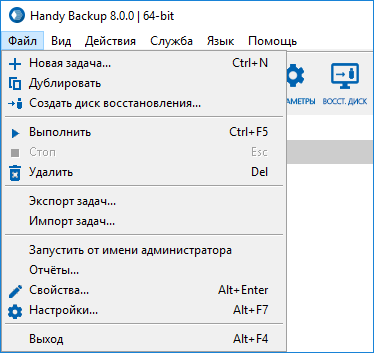 Handy Backup 8.0.0 | 64-bit
Файл Вид Действия Служба Язык Помощь
Новая задача... Ctrl+N
Дублировать
Создать диск восстановления...
Выполнить Ctrl+F5
Стоп Esc
Удалить Del
Экспорт задач...
Импорт задач...
Запустить от имени администратора
Отчёты...
Свойства... Alt+Enter
Настройки... Alt+F7
Выход Alt+F4
МЕТРЫ ВОССТ. ДИСК